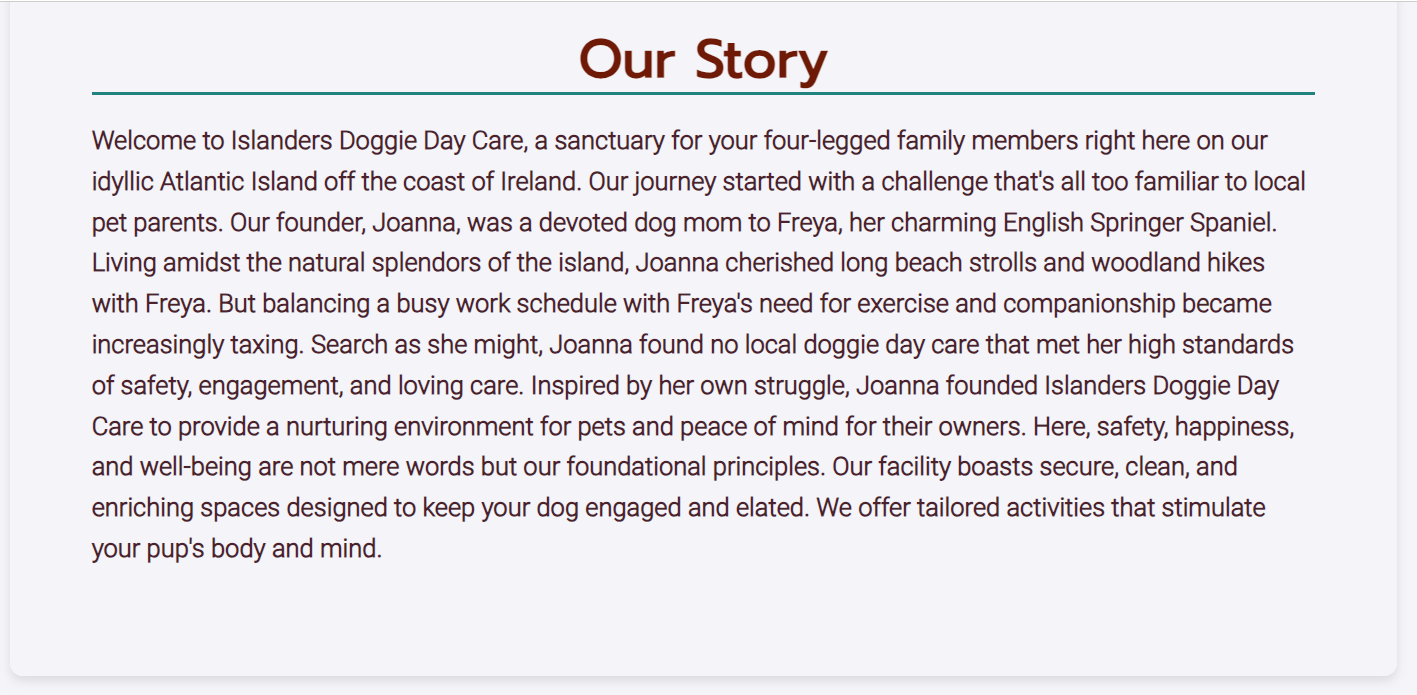 Our Story
Welcome to Islanders Doggie Day Care, a sanctuary for your four-legged family members right here on our
idyllic Atlantic Island off the coast of Ireland. Our journey started with a challenge that's all too familiar to local
pet parents. Our founder, Joanna, was a devoted dog mom to Freya, her charming English Springer Spaniel.
Living amidst the natural splendors of the island, Joanna cherished long beach strolls and woodland hikes
with Freya. But balancing a busy work schedule with Freya's need for exercise and companionship became
increasingly taxing. Search as she might, Joanna found no local doggie day care that met her high standards
of safety, engagement, and loving care. Inspired by her own struggle, Joanna founded Islanders Doggie Day
Care to provide a nurturing environment for pets and peace of mind for their owners. Here, safety, happiness,
and well-being are not mere words but our foundational principles. Our facility boasts secure, clean, and
enriching spaces designed to keep your dog engaged and elated. We offer tailored activities that stimulate
your pup's body and mind.